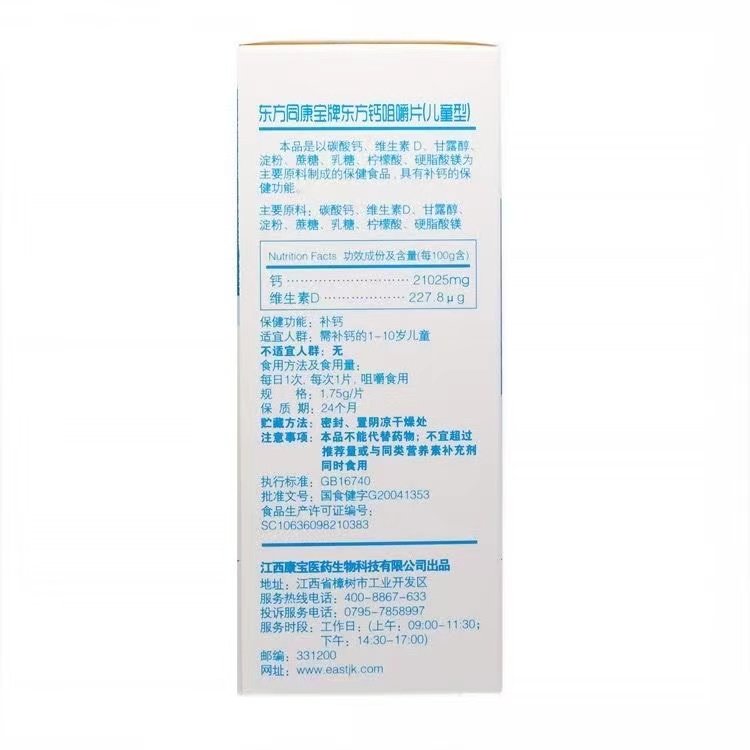 东方同康宝牌东方钙咀嚼片(儿童型)
本品是以碳酸钙、维生素D、甘露醇、
淀粉、蔗糖、乳糖、柠檬酸、硬脂酸镁为
主要原料制成的保健食品,具有补钙的保
健功能。
主要原料:碳酸钙、维生素D、甘露醇、
淀粉、蔗糖、乳糖、柠檬酸、硬脂酸镁
Nutrition Facts 功效成份及含量(每100g含)
钙 ........................ 21025mg
维生素D ................ 227.8μg
保健功能:补钙
适宜人群:需补钙的1-10岁儿童
不适宜人群:无
食用方法及食用量:
每日1次,每次1片,咀嚼食用
规 格:1.75g/片
保 质 期:24个月
贮藏方法:密封、置阴凉干燥处
注意事项:本品不能代替药物;不宜超过
推荐量或与同类营养素补充剂
同时食用
执行标准:GB16740
批准文号:国食健字G20041353
食品生产许可证编号:
SC10636098210383
江西康宝医药生物科技有限公司出品
地址:江西省樟树市工业开发区
服务热线电话:400-8867-633
投诉服务电话:0795-7858997
服务时段:工作日:(上午:09:00-11:30;
下午:14:30-17:00)
邮编:331200
网址:www.eastjk.com